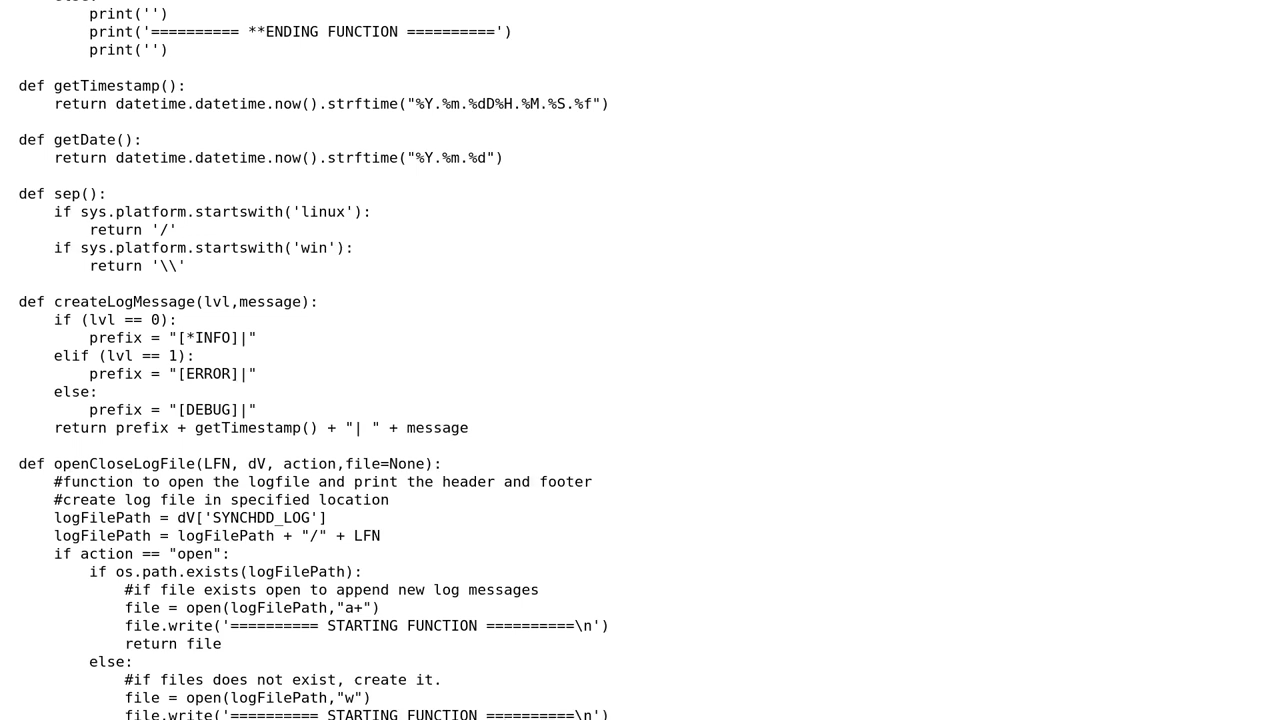 else:
        print('')
        print('========== **ENDING FUNCTION ==========')
        print('')

def getTimestamp():
    return datetime.datetime.now().strftime("%Y.%m.%dD%H.%M.%S.%f")

def getDate():
    return datetime.datetime.now().strftime("%Y.%m.%d")

def sep():
    if sys.platform.startswith('linux'):
        return '/'
    if sys.platform.startswith('win'):
        return '\\'

def createLogMessage(lvl,message):
    if (lvl == 0):
        prefix = "[*INFO]|"
    elif (lvl == 1):
        prefix = "[ERROR]|"
    else:
        prefix = "[DEBUG]|"
    return prefix + getTimestamp() + "| " + message

def openCloseLogFile(LFN, dV, action,file=None):
    #function to open the logfile and print the header and footer
    #create log file in specified location
    logFilePath = dV['SYNCHDD_LOG']
    logFilePath = logFilePath + "/" + LFN
    if action == "open":
        if os.path.exists(logFilePath):
            #if file exists open to append new log messages
            file = open(logFilePath,"a+")
            file.write('========== STARTING FUNCTION ==========\n')
            return file
        else:
            #if files does not exist, create it.
            file = open(logFilePath,"w")
            file.write('========== STARTING FUNCTION ==========\n')